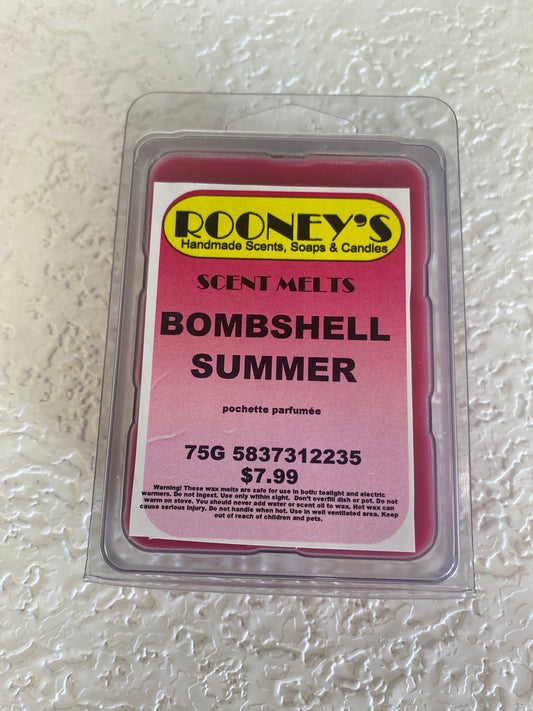 ROONEY'S
Handmade Scents, Soaps & Candles
SCENT MELTS
BOMBSHELL
SUMMER
pochette parfumée
75G 5837312235
$7.99
Warning! These wax melts are safe for use in both: tealight and electric
warmers. Do not ingest. Use only within sight. Don't overfill dish or pot. Do not
warm on stove. You should never add water or scent oil to wax. Hot wax can
cause serious injury. Do not handle when hot. Use in well ventilated area. Keep
out of reach of children and pets.